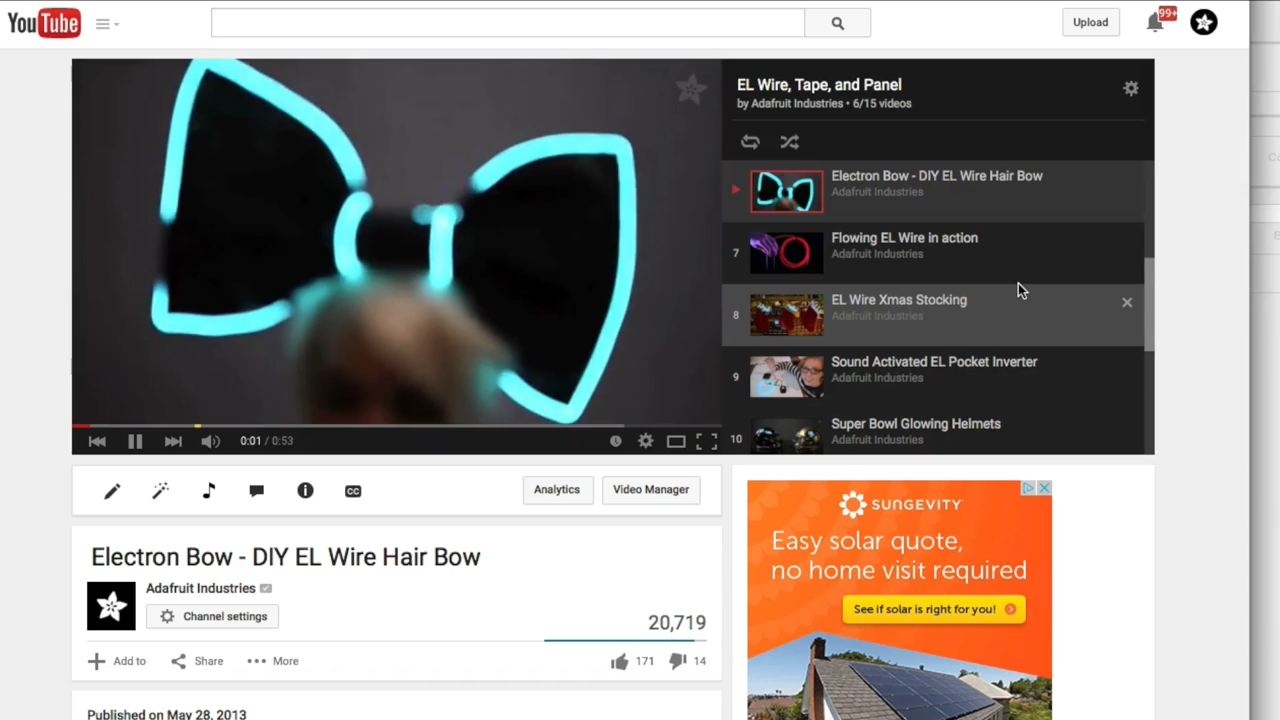 YouTube
Upload
99+
EL Wire, Tape, and Panel
by Adafruit Industries • 6/15 videos
Electron Bow - DIY EL Wire Hair Bow
Adafruit Industries
7
Flowing EL Wire in action
Adafruit Industries
8
EL Wire Xmas Stocking
Adafruit Industries
9
Sound Activated EL Pocket Inverter
Adafruit Industries
10
Super Bowl Glowing Helmets
Adafruit Industries
0:01 / 0:53
CC
Analytics
Video Manager
Electron Bow - DIY EL Wire Hair Bow
Adafruit Industries
Channel settings
20,719
Add to
Share
More
171
14
Published on May 28, 2013
SUNGEVITY
Easy solar quote,
no home visit required
See if solar is right for you!